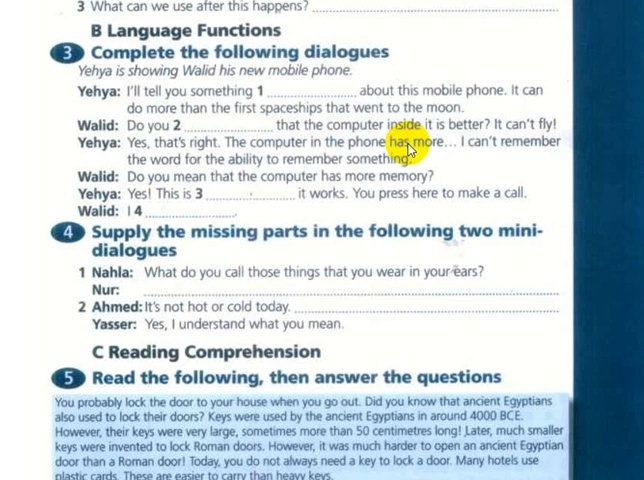 3 What can we use after this happens? ..........................................................
B Language Functions
3 Complete the following dialogues
Yehya is showing Walid his new mobile phone.
Yehya: I'll tell you something 1 .......................... about this mobile phone. It can
do more than the first spaceships that went to the moon.
Walid: Do you 2 .......................... that the computer inside it is better? It can't fly!
Yehya: Yes, that's right. The computer in the phone has more... I can't remember
the word for the ability to remember something.
Walid: Do you mean that the computer has more memory?
Yehya: Yes! This is 3 .......................... it works. You press here to make a call.
Walid: I 4 ..........................
4 Supply the missing parts in the following two mini-
dialogues
1 Nahla: What do you call those things that you wear in your ears?
Nur: ....................................................................................................
2 Ahmed: It's not hot or cold today. ..........................................................
Yasser: Yes, I understand what you mean.
C Reading Comprehension
5 Read the following, then answer the questions
You probably lock the door to your house when you go out. Did you know that ancient Egyptians
also used to lock their doors? Keys were used by the ancient Egyptians in around 4000 BCE.
However, their keys were very large, sometimes more than 50 centimetres long! Later, much smaller
keys were invented to lock Roman doors. However, it was much harder to open an ancient Egyptian
door than a Roman door! Today, you do not always need a key to lock a door. Many hotels use
plastic cards. These are easier to carry than heavy keys.